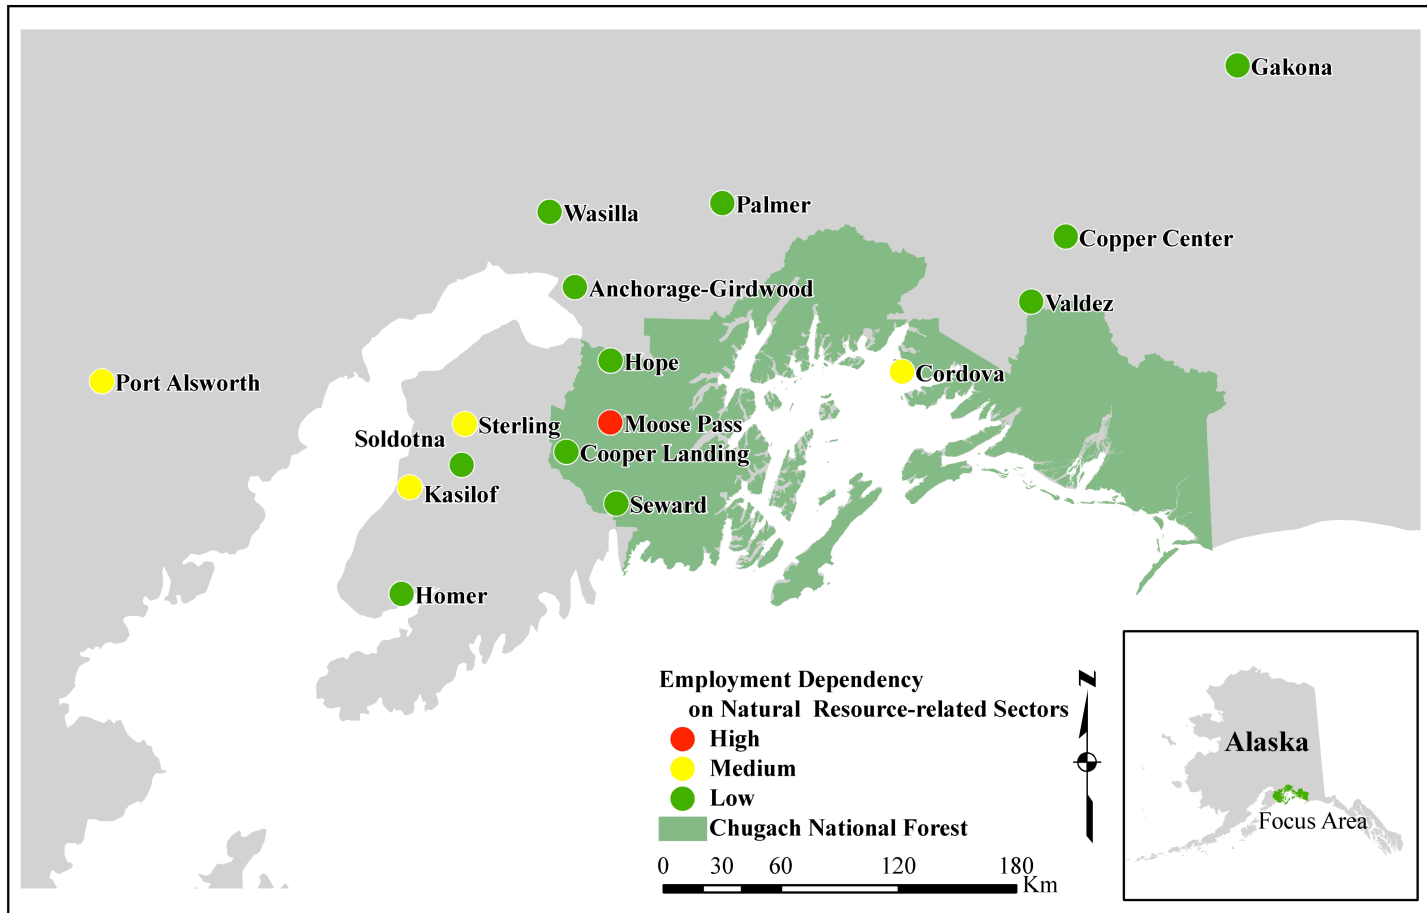 Gakona
Wasilla
Palmer
Copper Center
Anchorage-Girdwood
Valdez
Hope
Port Alsworth
Cordova
Moose Pass
Sterling
Soldotna
Cooper Landing
Kasilof
Seward
Homer
Employment Dependency
on Natural Resource-related Sectors
High
Medium
Low
Chugach National Forest
0 30 60 120 180
Km
N
Alaska
Focus Area